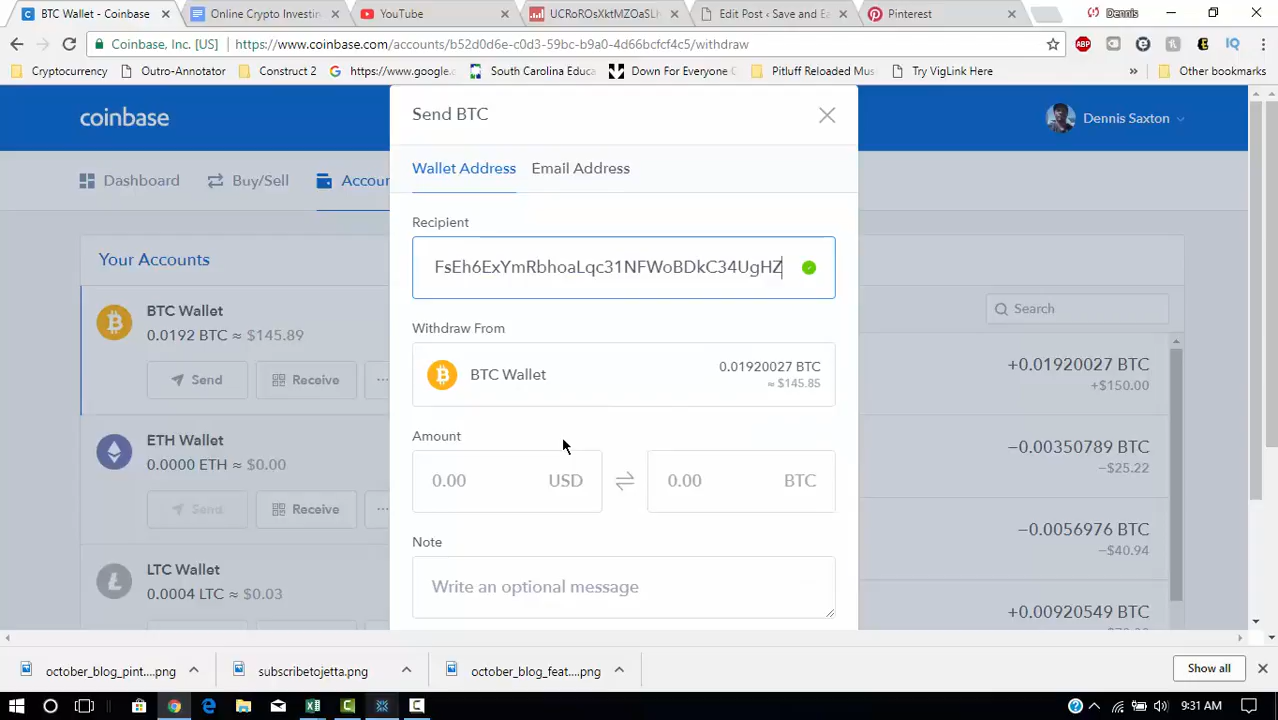 BTC Wallet - Coinbase
Online Crypto Investin
YouTube
UCRoROsXktMZOaSLH
Edit Post ‹ Save and Ea
Pinterest
Dennis
Coinbase, Inc. [US]
https://www.coinbase.com/accounts/b52d0d6e-c0d3-59bc-b9a0-4d66bcfcf4c5/withdraw
ABP
IQ
Cryptocurrency
Outro-Annotator
Construct 2
https://www.google.c
South Carolina Educa
Down For Everyone O
Pitluff Reloaded Mus
Try VigLink Here
»
Other bookmarks
coinbase
Send BTC
Dennis Saxton
Dashboard
Buy/Sell
Accoun
Wallet Address
Email Address
Recipient
FsEh6ExYmRbhoaLqc31NFWoBDkC34UgHZ
Your Accounts
BTC Wallet
0.0192 BTC ≈ $145.89
Send
Receive
...
ETH Wallet
0.0000 ETH ≈ $0.00
Send
Receive
...
LTC Wallet
0.0004 LTC ≈ $0.03
Withdraw From
BTC Wallet
0.01920027 BTC
≈ $145.85
Amount
0.00 USD
0.00 BTC
Note
Write an optional message
Search
+0.01920027 BTC
+$150.00
−0.00350789 BTC
−$25.22
−0.0056976 BTC
−$40.94
+0.00920549 BTC
october_blog_pint....png
subscribetojetta.png
october_blog_feat....png
Show all
9:31 AM